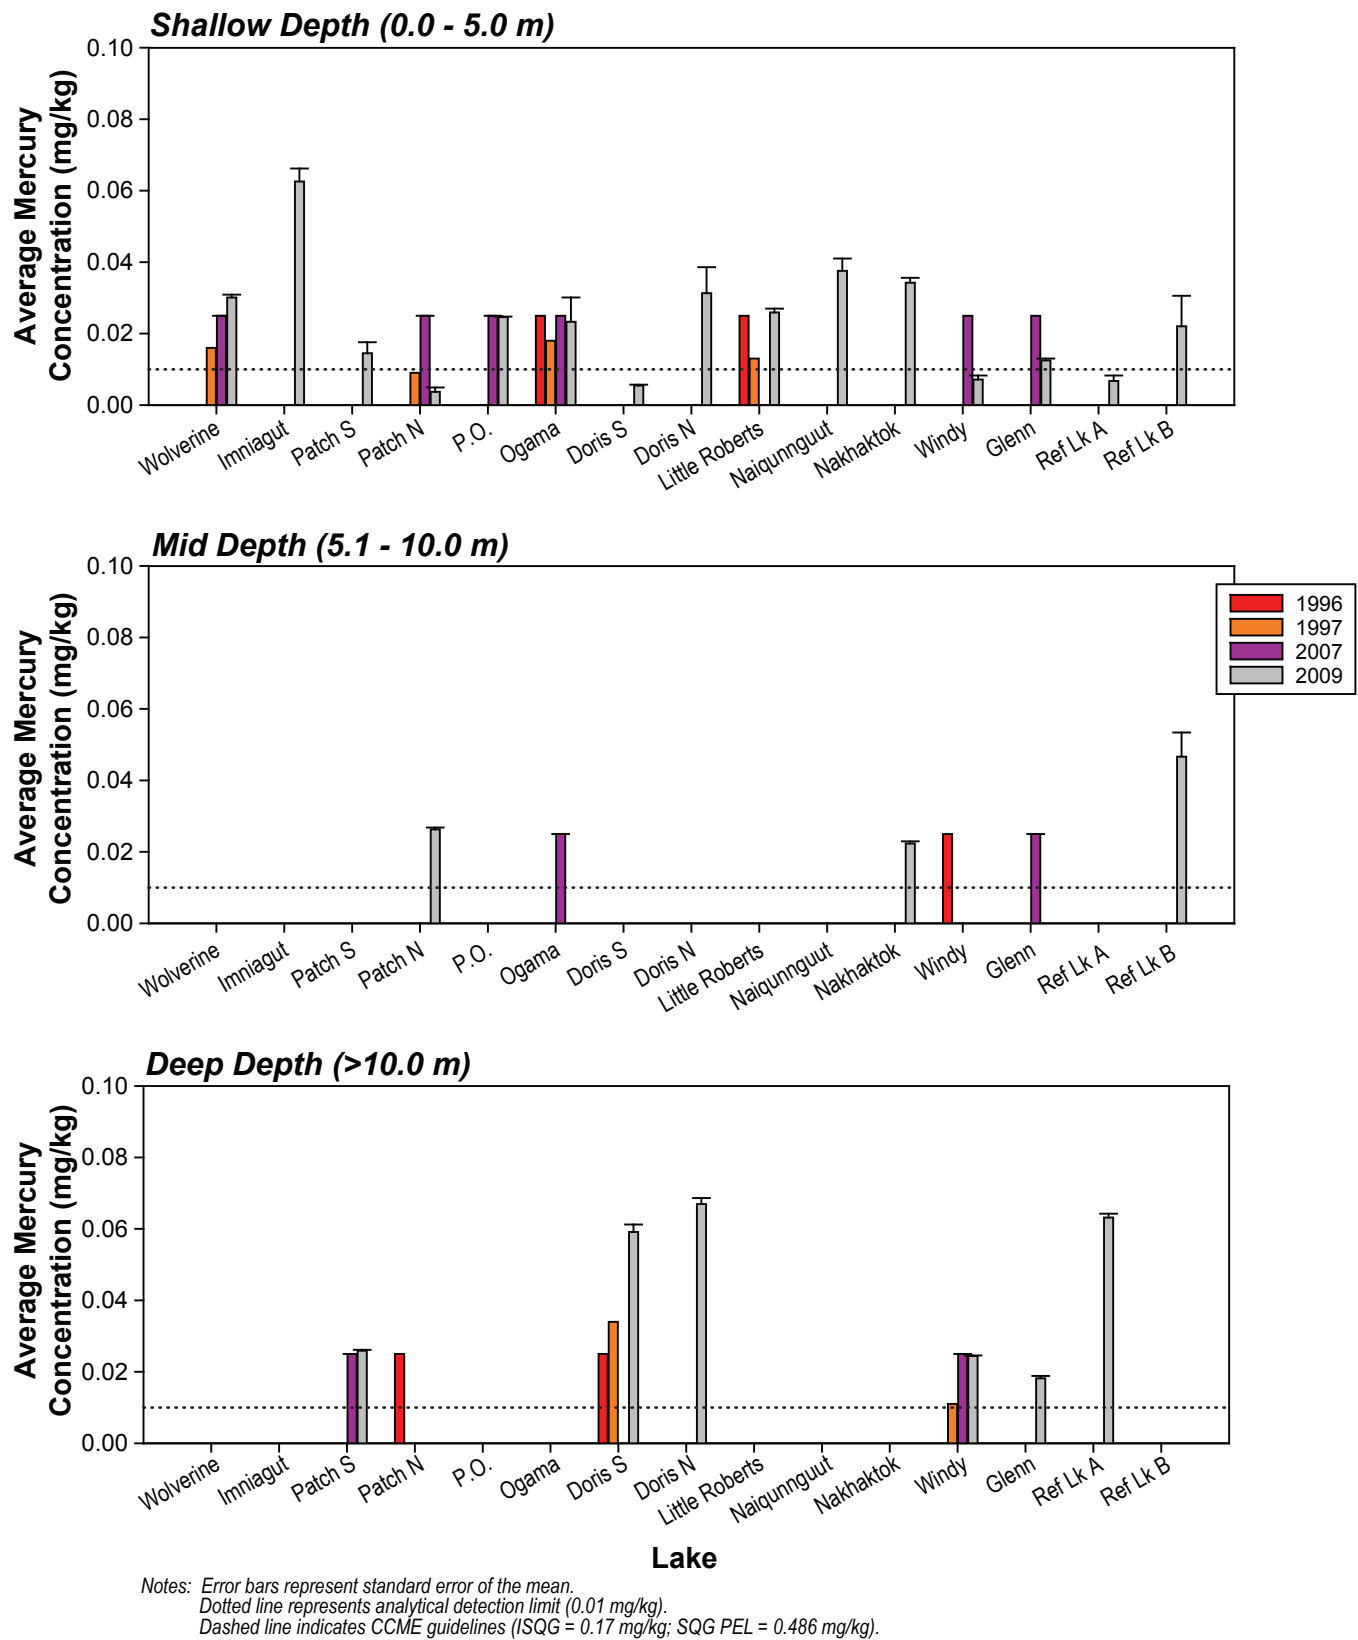 Shallow Depth (0.0 - 5.0 m)
Average Mercury
Concentration (mg/kg)
0.10
0.08
0.06
0.04
0.02
0.00
Wolverine
Imniagut
Patch S
Patch N
P.O.
Ogama
Doris S
Doris N
Little Roberts
Naiqunnguut
Nakhaktok
Windy
Glenn
Ref Lk A
Ref Lk B
Mid Depth (5.1 - 10.0 m)
Average Mercury
Concentration (mg/kg)
0.10
0.08
0.06
0.04
0.02
0.00
1996
1997
2007
2009
Wolverine
Imniagut
Patch S
Patch N
P.O.
Ogama
Doris S
Doris N
Little Roberts
Naiqunnguut
Nakhaktok
Windy
Glenn
Ref Lk A
Ref Lk B
Deep Depth (>10.0 m)
Average Mercury
Concentration (mg/kg)
0.10
0.08
0.06
0.04
0.02
0.00
Wolverine
Imniagut
Patch S
Patch N
P.O.
Ogama
Doris S
Doris N
Little Roberts
Naiqunnguut
Nakhaktok
Windy
Glenn
Ref Lk A
Ref Lk B
Lake
Notes: Error bars represent standard error of the mean.
Dotted line represents analytical detection limit (0.01 mg/kg).
Dashed line indicates CCME guidelines (ISQG = 0.17 mg/kg; SQG PEL = 0.486 mg/kg).